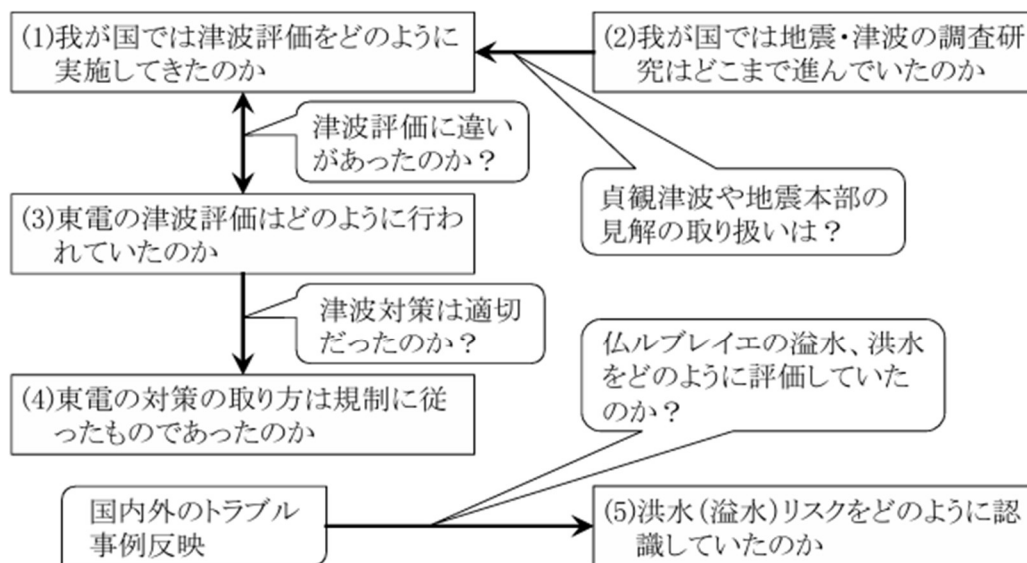 (1)我が国では津波評価をどのように
実施してきたのか
(2)我が国では地震・津波の調査研
究はどこまで進んでいたのか
津波評価に違い
があったのか？
貞観津波や地震本部の
見解の取り扱いは？
(3)東電の津波評価はどのように行わ
れていたのか
津波対策は適切
だったのか？
仏ルブレイエの溢水、洪水
をどのように評価していた
のか？
(4)東電の対策の取り方は規制に従
ったものであったのか
国内外のトラブル
事例反映
(5)洪水(溢水)リスクをどのように認
識していたのか